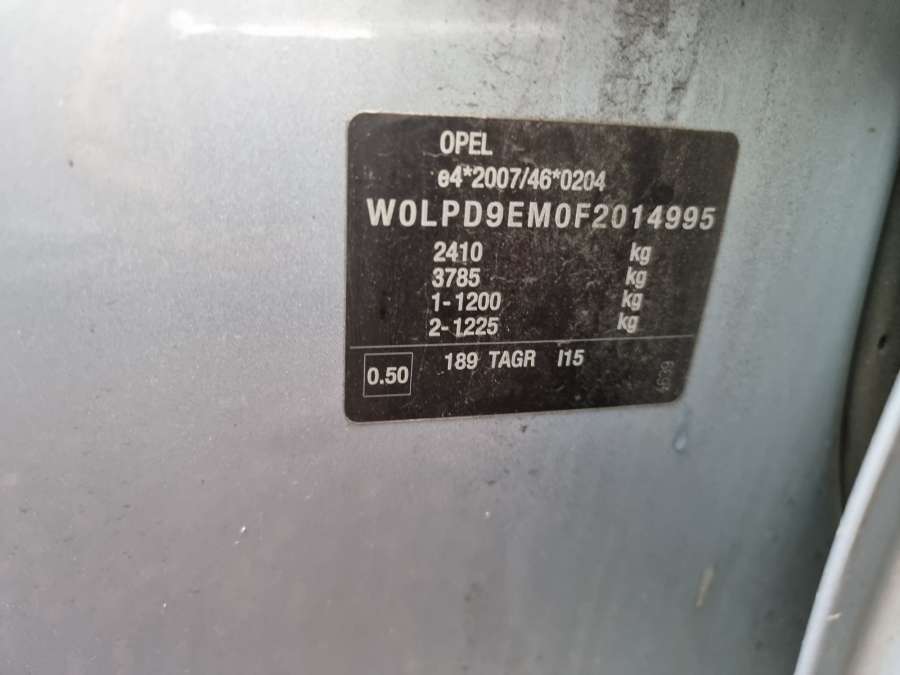 OPEL
e4*2007/46*0204
W0LPD9EM0F2014995
2410 kg
3785 kg
1-1200 kg
2-1225 kg
0.50 189 TAGR I15